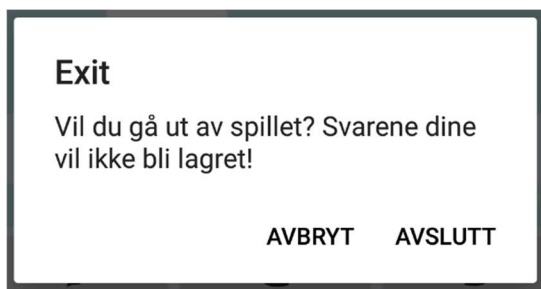 Exit
Vil du gå ut av spillet? Svarene dine
vil ikke bli lagret!
AVBRYT AVSLUTT